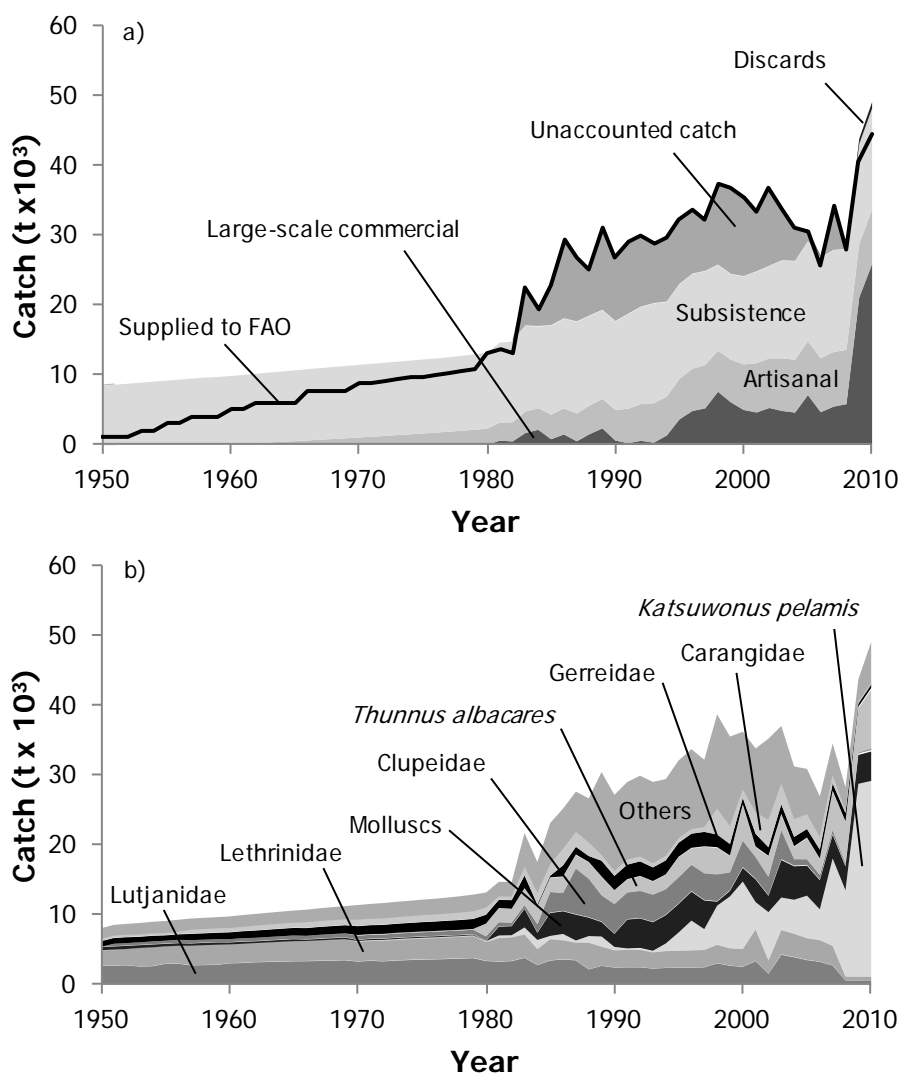 a)
60
50
40
30
20
10
0
Catch (t x10³)
Discards
Unaccounted catch
Large-scale commercial
Supplied to FAO
Subsistence
Artisanal
1950 1960 1970 1980 1990 2000 2010
Year
b)
60
50
40
30
20
10
0
Catch (t x 10³)
Katsuwonus pelamis
Carangidae
Gerreidae
Thunnus albacares
Clupeidae
Others
Molluscs
Lethrinidae
Lutjanidae
1950 1960 1970 1980 1990 2000 2010
Year